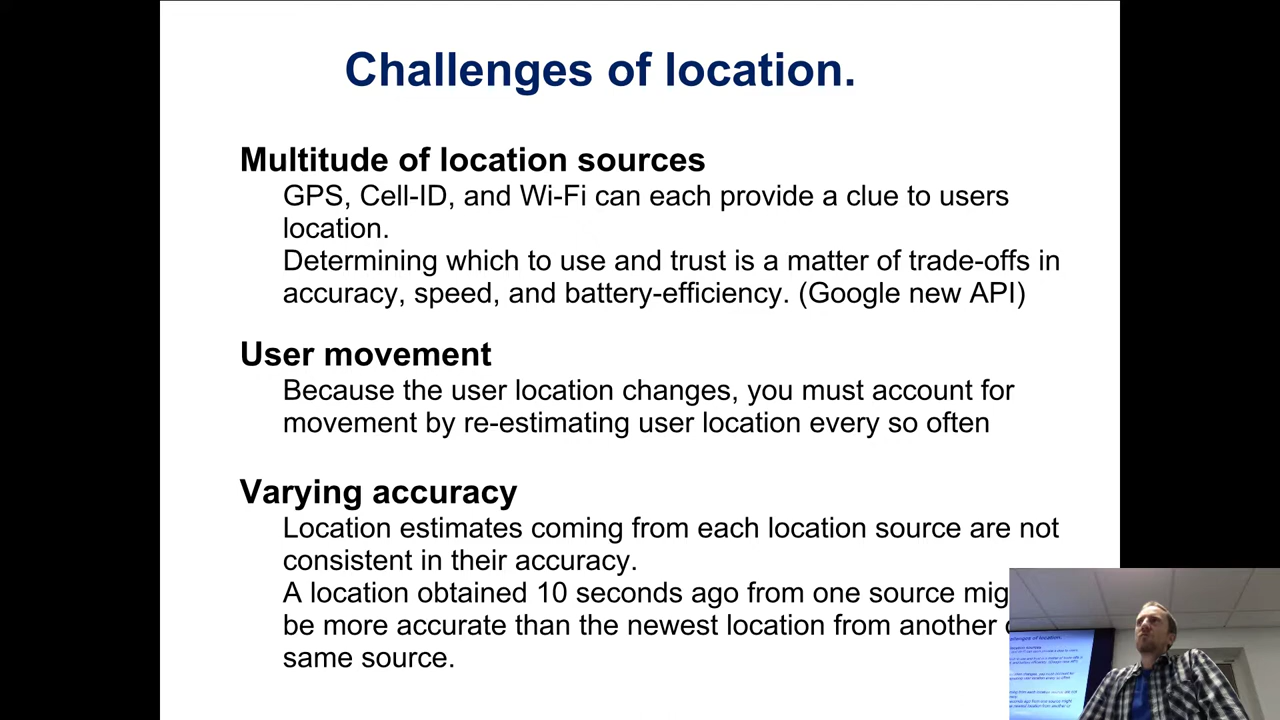 Challenges of location.
Multitude of location sources
GPS, Cell-ID, and Wi-Fi can each provide a clue to users
location.
Determining which to use and trust is a matter of trade-offs in
accuracy, speed, and battery-efficiency. (Google new API)
User movement
Because the user location changes, you must account for
movement by re-estimating user location every so often
Varying accuracy
Location estimates coming from each location source are not
consistent in their accuracy.
A location obtained 10 seconds ago from one source
be more accurate than the newest location from another
same source.